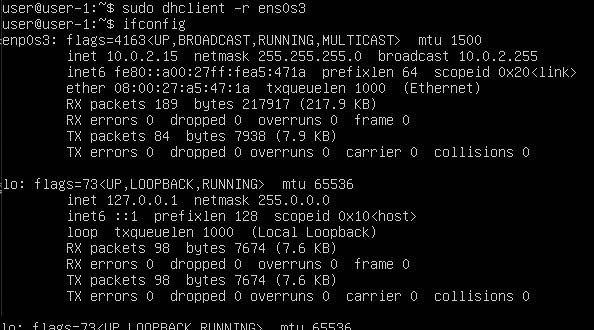 user@user-1:~$ sudo dhclient -r ens0s3
user@user-1:~$ ifconfig
enp0s3: flags=4163<UP,BROADCAST,RUNNING,MULTICAST>  mtu 1500
        inet 10.0.2.15  netmask 255.255.255.0  broadcast 10.0.2.255
        inet6 fe80::a00:27ff:fea5:471a  prefixlen 64  scopeid 0x20<link>
        ether 08:00:27:a5:47:1a  txqueuelen 1000  (Ethernet)
        RX packets 189  bytes 217917 (217.9 KB)
        RX errors 0  dropped 0  overruns 0  frame 0
        TX packets 84  bytes 7938 (7.9 KB)
        TX errors 0  dropped 0 overruns 0  carrier 0  collisions 0

lo: flags=73<UP,LOOPBACK,RUNNING>  mtu 65536
        inet 127.0.0.1  netmask 255.0.0.0
        inet6 ::1  prefixlen 128  scopeid 0x10<host>
        loop  txqueuelen 1000  (Local Loopback)
        RX packets 98  bytes 7674 (7.6 KB)
        RX errors 0  dropped 0  overruns 0  frame 0
        TX packets 98  bytes 7674 (7.6 KB)
        TX errors 0  dropped 0 overruns 0  carrier 0  collisions 0

lo: flags=73<UP,LOOPBACK,RUNNING>  mtu 65536